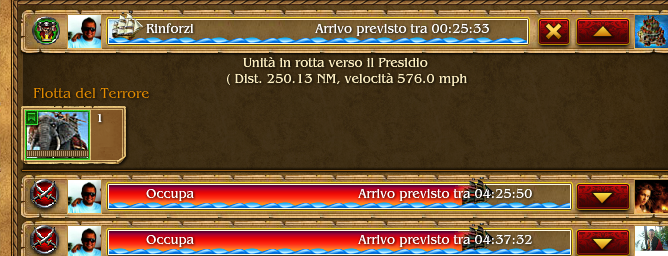 Rinforzi Arrivo previsto tra 00:25:33
Unità in rotta verso il Presidio
( Dist. 250.13 NM, velocità 576.0 mph
Flotta del Terrore
1
Occupa Arrivo previsto tra 04:25:50
Occupa Arrivo previsto tra 04:37:32